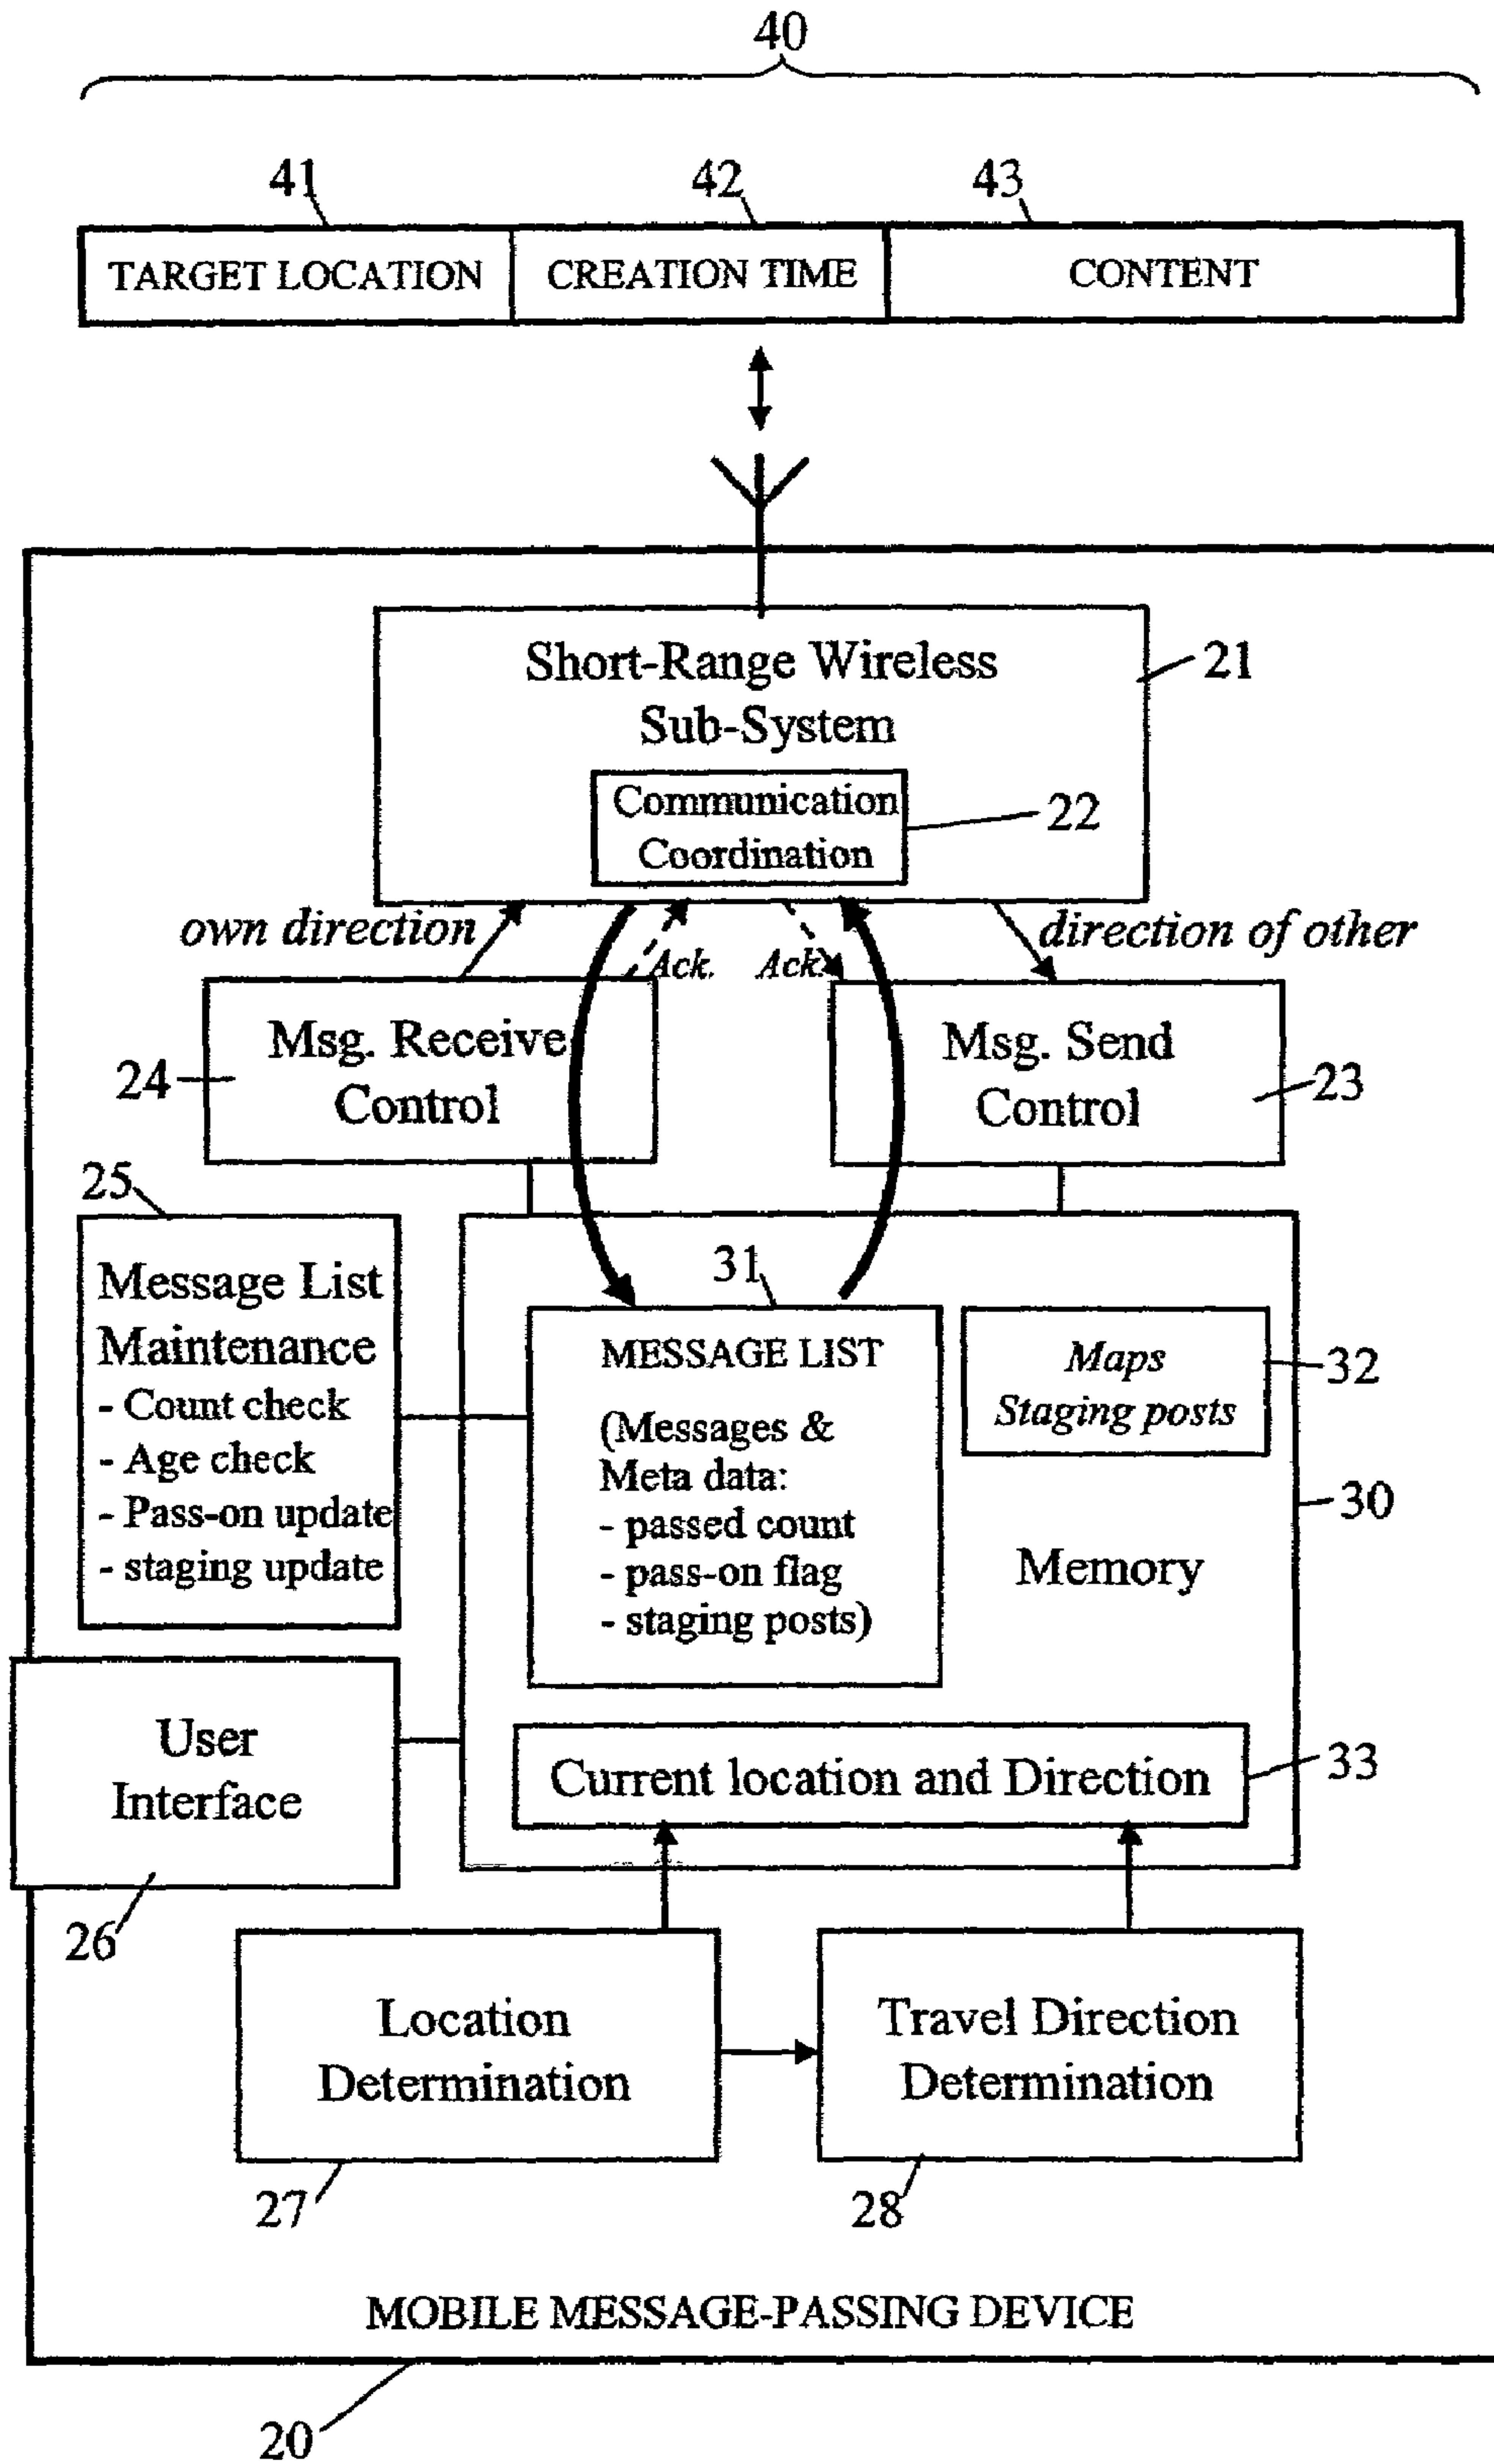 40
41
42
43
TARGET LOCATION
CREATION TIME
CONTENT
Short-Range Wireless
Sub-System
21
Communication
Coordination
22
own direction
Ack.
Ack.
direction of other
Msg. Receive
Control
24
Msg. Send
Control
23
25
Message List
Maintenance
- Count check
- Age check
- Pass-on update
- staging update
31
MESSAGE LIST
(Messages &
Meta data:
- passed count
- pass-on flag
- staging posts)
Maps
Staging posts
32
30
Memory
User
Interface
26
Current location and Direction
33
Location
Determination
27
Travel Direction
Determination
28
MOBILE MESSAGE-PASSING DEVICE
20